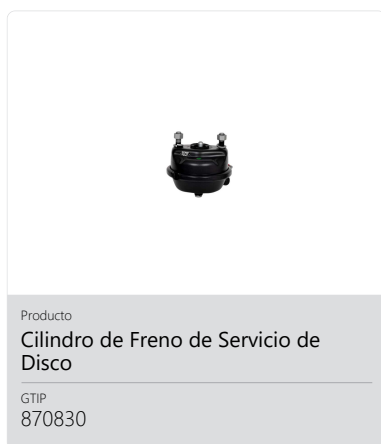 Producto
Cilindro de Freno de Servicio de
Disco
GTIP
870830